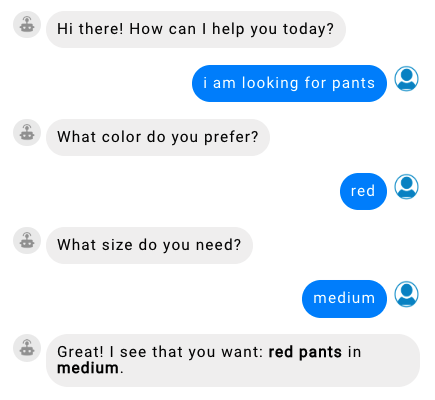 Hi there! How can I help you today?
i am looking for pants
What color do you prefer?
red
What size do you need?
medium
Great! I see that you want: red pants in
medium.